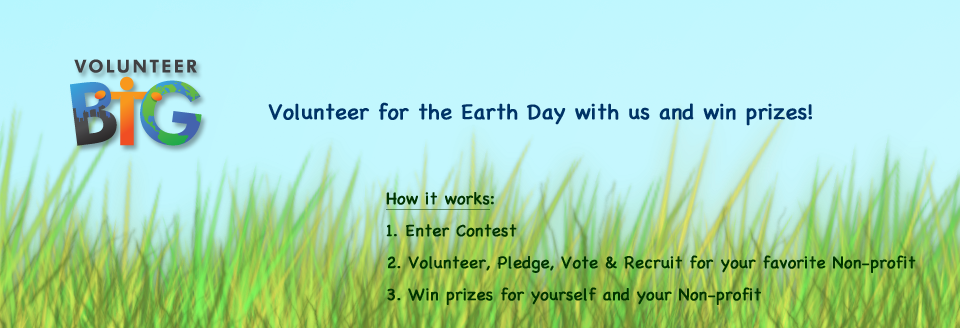 VOLUNTEER
BiG
Volunteer for the Earth Day with us and win prizes!
How it works:
1. Enter Contest
2. Volunteer, Pledge, Vote & Recruit for your favorite Non-profit
3. Win prizes for yourself and your Non-profit